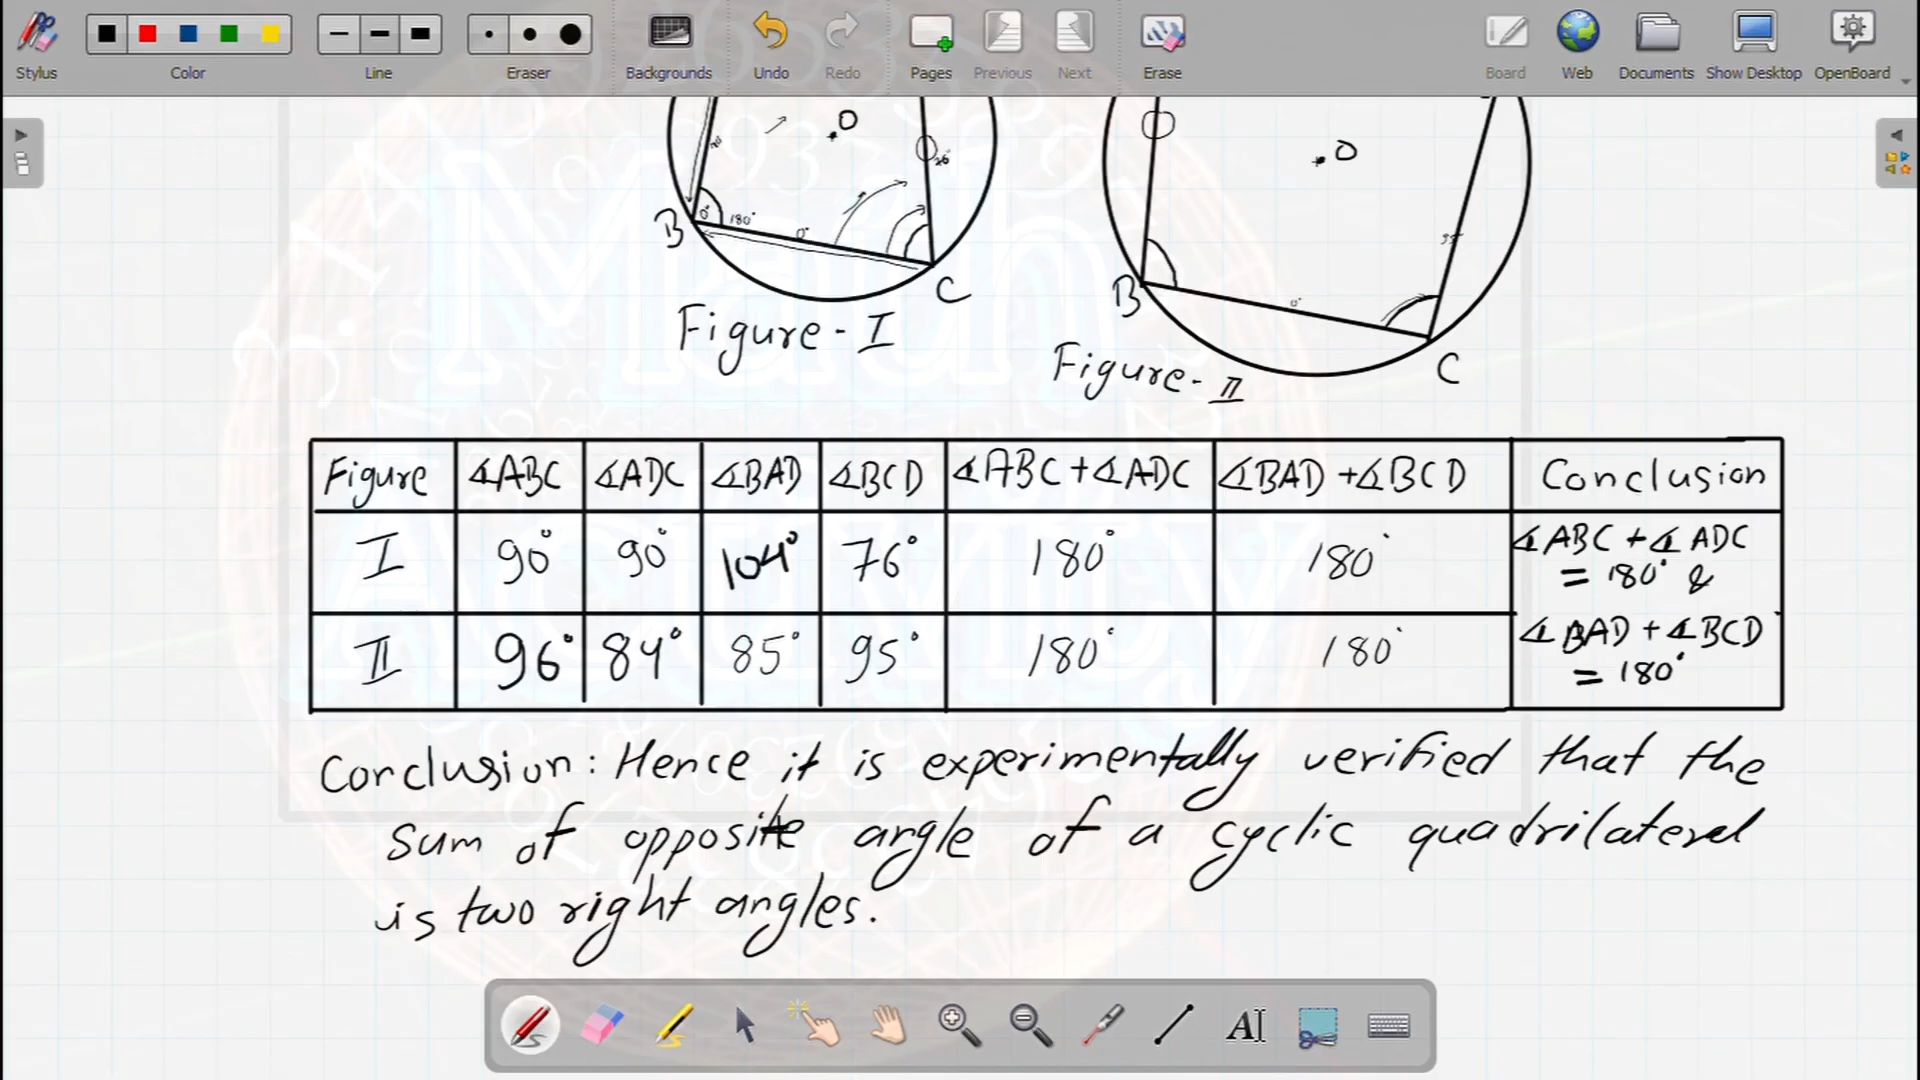 Stylus Color Line Eraser Backgrounds Undo Redo Pages Previous Next Erase Board Web Documents Show Desktop OpenBoard
O O
B 0° 180° 0° C
B 0° C
Figure - I
Figure - II
Figure ∡ABC ∡ADC ∡BAD ∡BCD ∡ABC + ∡ADC ∡BAD + ∡BCD Conclusion
I 90° 90° 104° 76° 180° 180° ∡ABC + ∡ADC
= 180° &
II 96° 84° 85° 95° 180° 180° ∡BAD + ∡BCD
= 180°
Conclusion: Hence it is experimentally verified that the
sum of opposite angle of a cyclic quadrilateral
is two right angles.